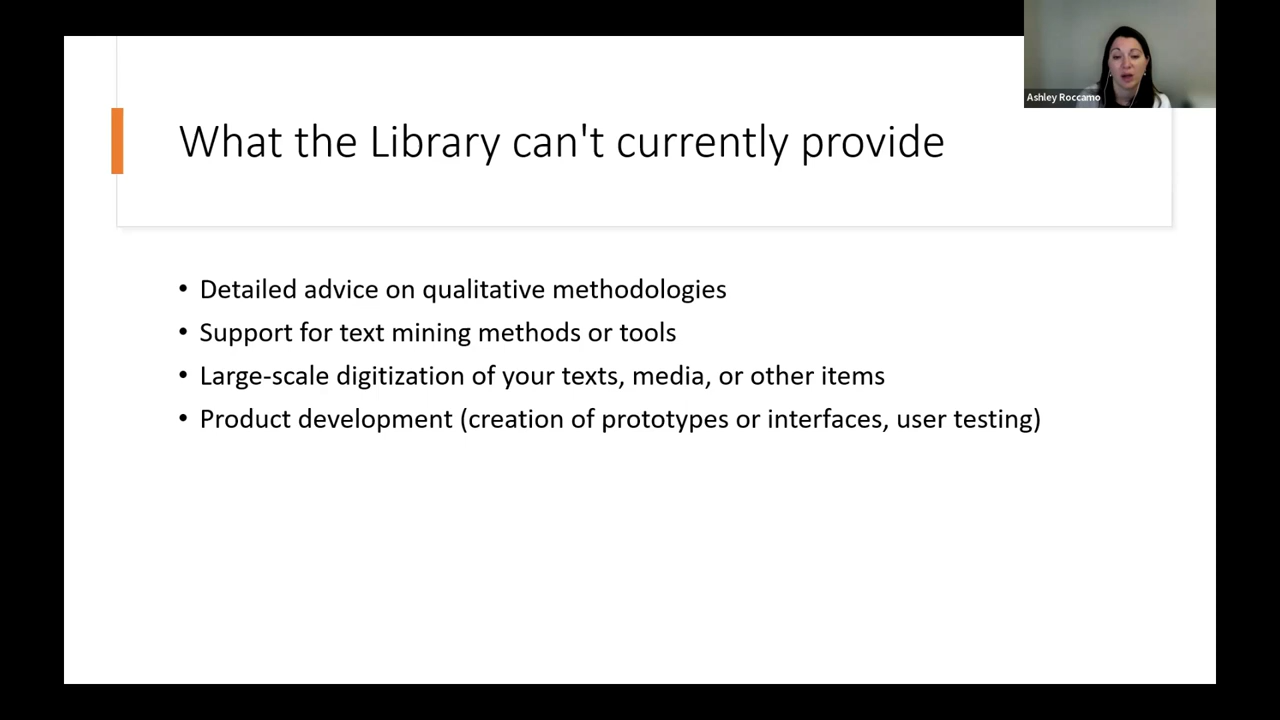 Ashley Roccamo
What the Library can't currently provide
• Detailed advice on qualitative methodologies
• Support for text mining methods or tools
• Large-scale digitization of your texts, media, or other items
• Product development (creation of prototypes or interfaces, user testing)